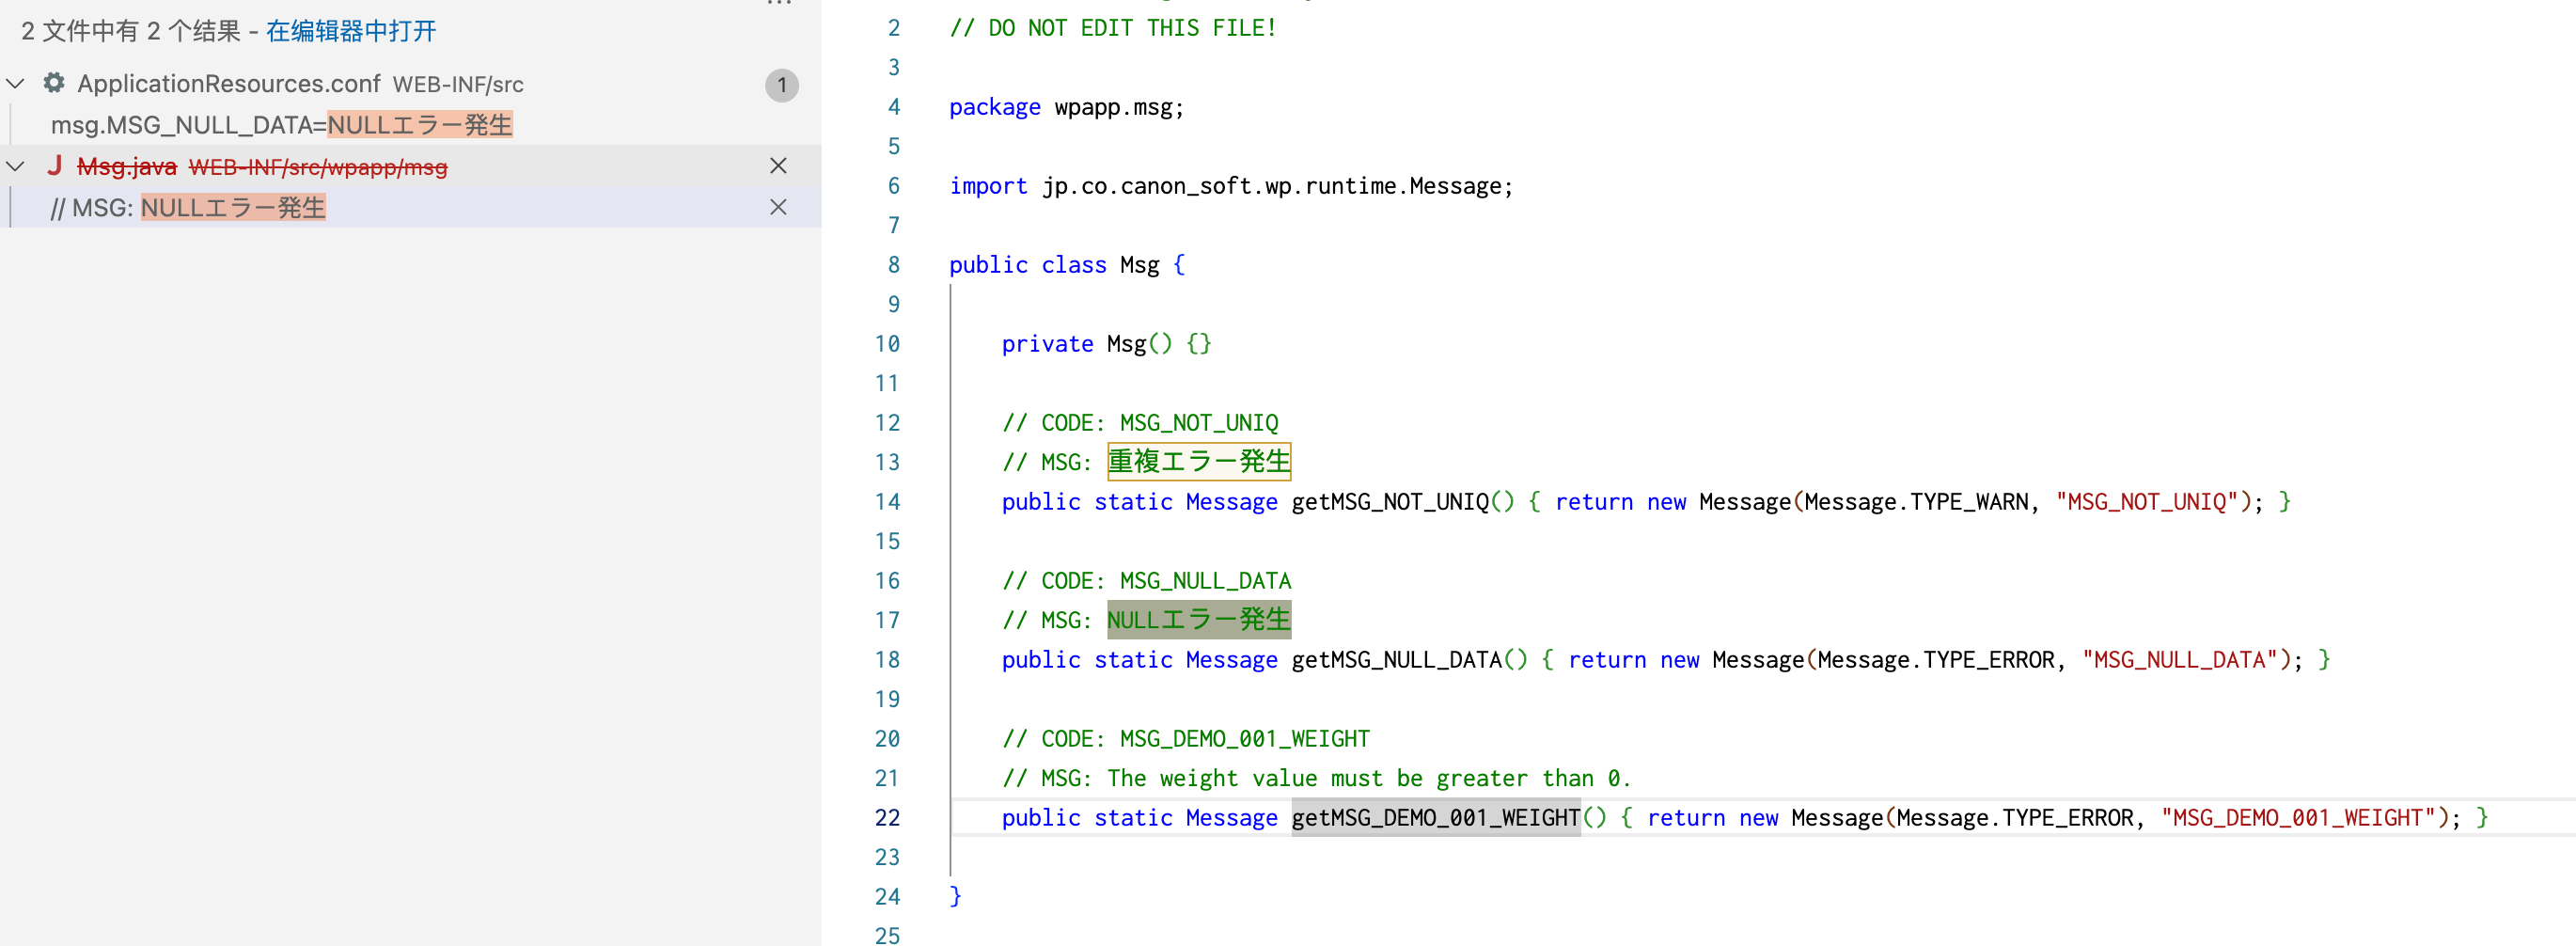 2 文件中有 2 个结果 - 在编辑器中打开
ApplicationResources.conf WEB-INF/src 1
msg.MSG_NULL_DATA=NULLエラー発生
Msg.java WEB-INF/src/wpapp/msg
// MSG: NULLエラー発生
2 // DO NOT EDIT THIS FILE!
3
4 package wpapp.msg;
5
6 import jp.co.canon_soft.wp.runtime.Message;
7
8 public class Msg {
9
10 private Msg() {}
11
12 // CODE: MSG_NOT_UNIQ
13 // MSG: 重複エラー発生
14 public static Message getMSG_NOT_UNIQ() { return new Message(Message.TYPE_WARN, "MSG_NOT_UNIQ"); }
15
16 // CODE: MSG_NULL_DATA
17 // MSG: NULLエラー発生
18 public static Message getMSG_NULL_DATA() { return new Message(Message.TYPE_ERROR, "MSG_NULL_DATA"); }
19
20 // CODE: MSG_DEMO_001_WEIGHT
21 // MSG: The weight value must be greater than 0.
22 public static Message getMSG_DEMO_001_WEIGHT() { return new Message(Message.TYPE_ERROR, "MSG_DEMO_001_WEIGHT"); }
23
24 }
25